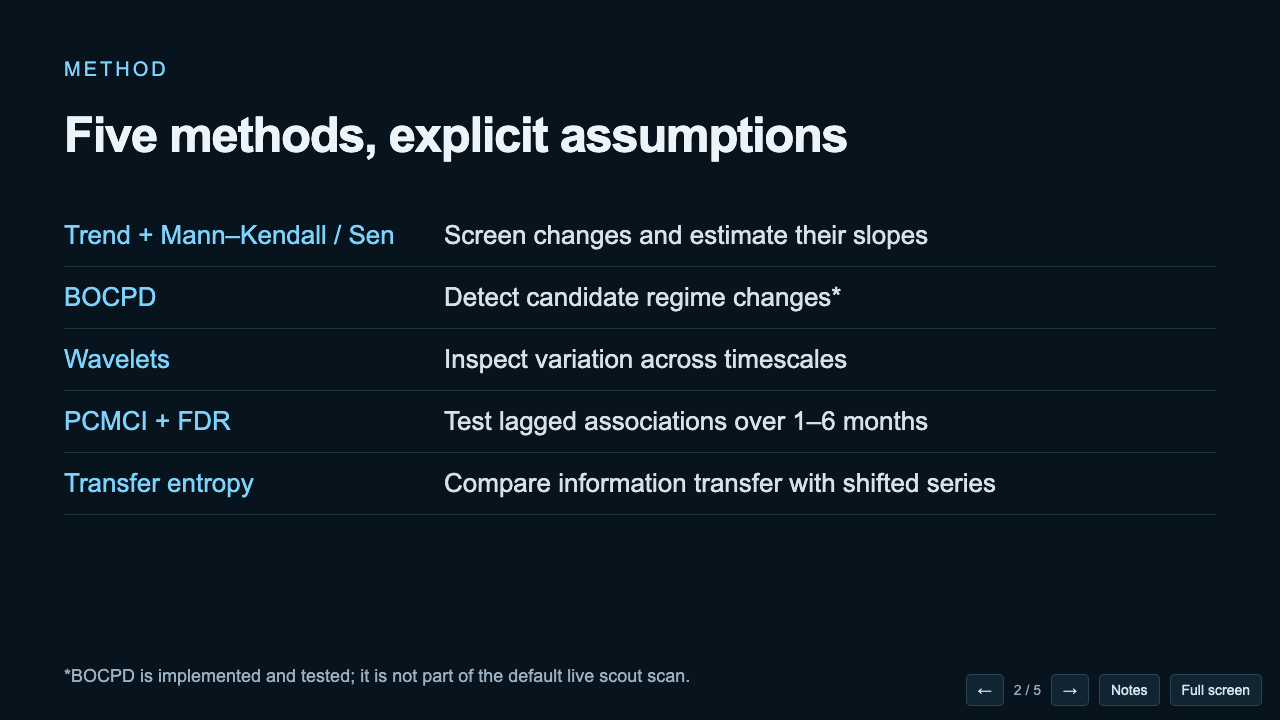 METHOD
Five methods, explicit assumptions
Trend + Mann–Kendall / Sen
Screen changes and estimate their slopes
BOCPD
Detect candidate regime changes*
Wavelets
Inspect variation across timescales
PCMCI + FDR
Test lagged associations over 1–6 months
Transfer entropy
Compare information transfer with shifted series
*BOCPD is implemented and tested; it is not part of the default live scout scan.
← 2 / 5 → Notes Full screen